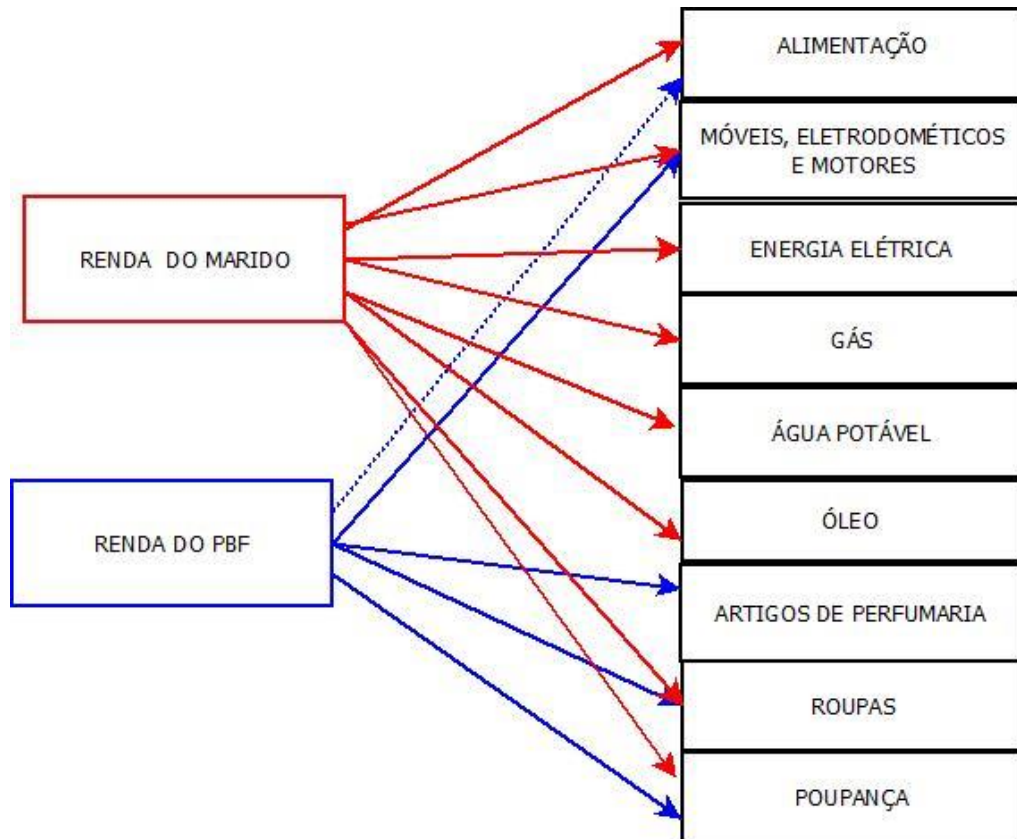 ALIMENTAÇÃO
MÓVEIS, ELETRODOMÉTICOS
E MOTORES
RENDA DO MARIDO
ENERGIA ELÉTRICA
GÁS
ÁGUA POTÁVEL
RENDA DO PBF
ÓLEO
ARTIGOS DE PERFUMARIA
ROUPAS
POUPANÇA